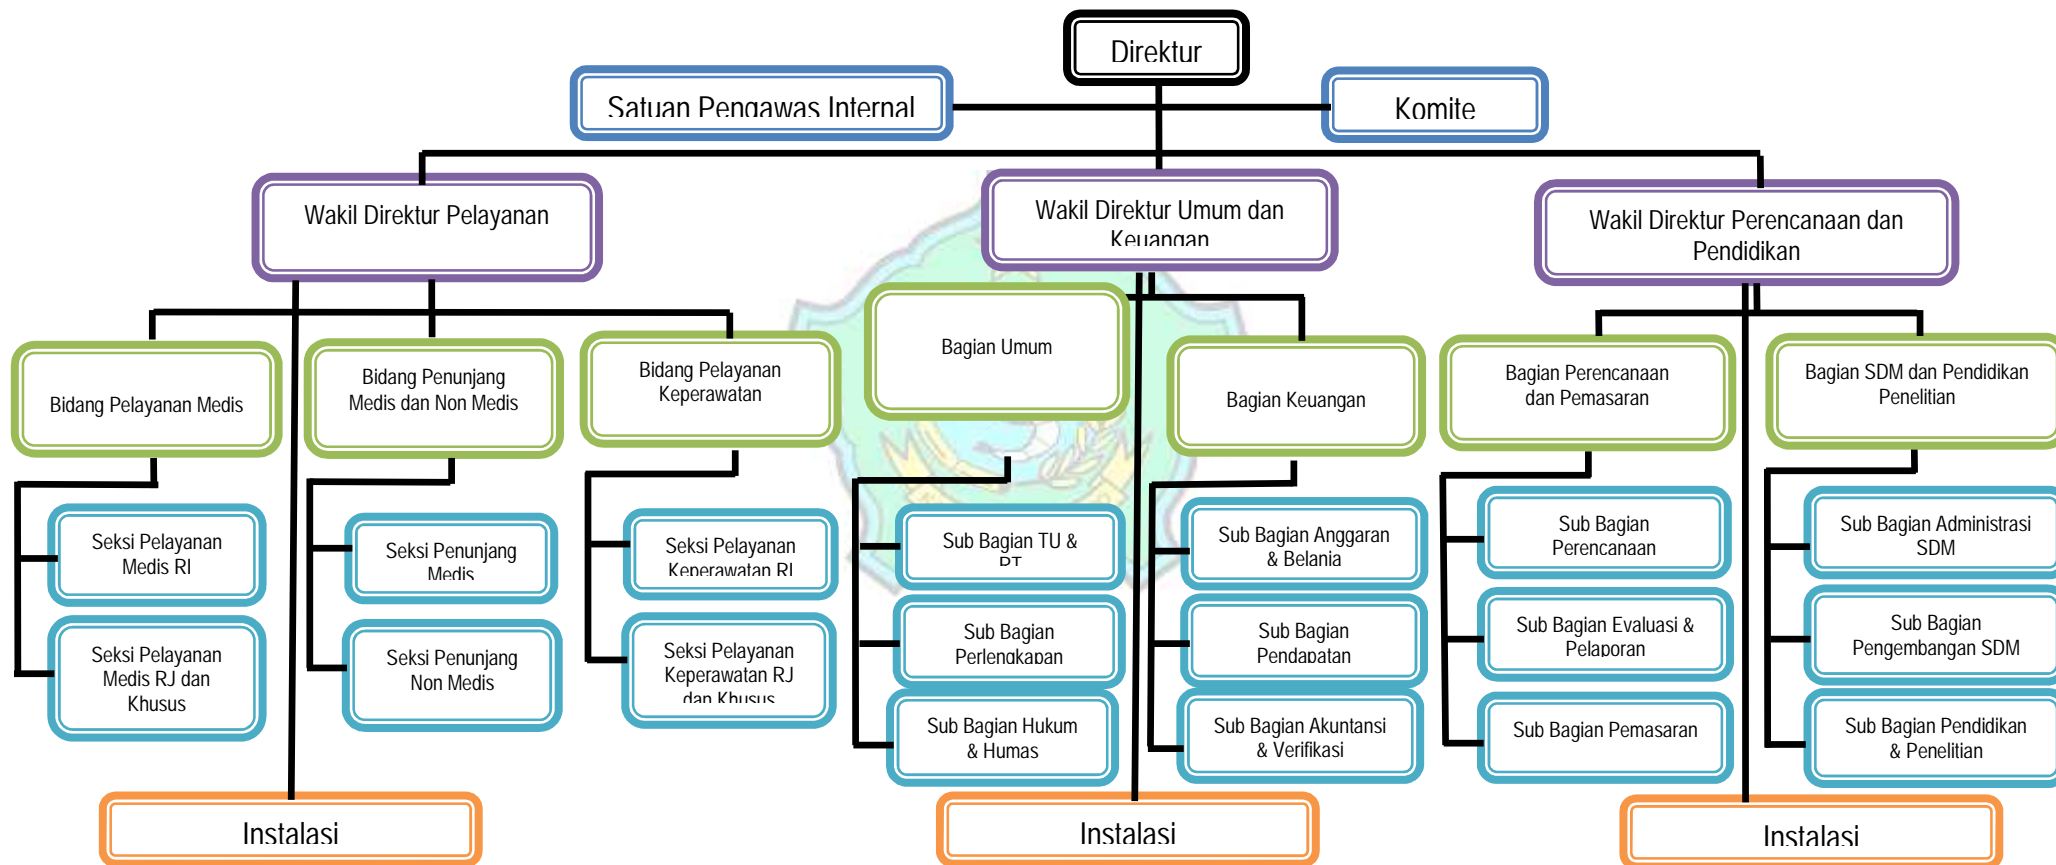 Direktur
Satuan Pengawas Internal
Komite
Wakil Direktur Pelayanan
Wakil Direktur Umum dan
Keuangan
Wakil Direktur Perencanaan dan
Pendidikan
Bidang Pelayanan Medis
Bidang Penunjang
Medis dan Non Medis
Bidang Pelayanan
Keperawatan
Bagian Umum
Bagian Keuangan
Bagian Perencanaan
dan Pemasaran
Bagian SDM dan Pendidikan
Penelitian
Seksi Pelayanan
Medis RI
Seksi Penunjang
Medis
Seksi Pelayanan
Keperawatan RI
Sub Bagian TU &
RT
Sub Bagian Anggaran
& Belanja
Sub Bagian
Perencanaan
Sub Bagian Administrasi
SDM
Seksi Pelayanan
Medis RJ dan
Khusus
Seksi Penunjang
Non Medis
Seksi Pelayanan
Keperawatan RJ
dan Khusus
Sub Bagian
Perlengkapan
Sub Bagian
Pendapatan
Sub Bagian Evaluasi &
Pelaporan
Sub Bagian
Pengembangan SDM
Sub Bagian Hukum
& Humas
Sub Bagian Akuntansi
& Verifikasi
Sub Bagian Pemasaran
Sub Bagian Pendidikan
& Penelitian
Instalasi
Instalasi
Instalasi